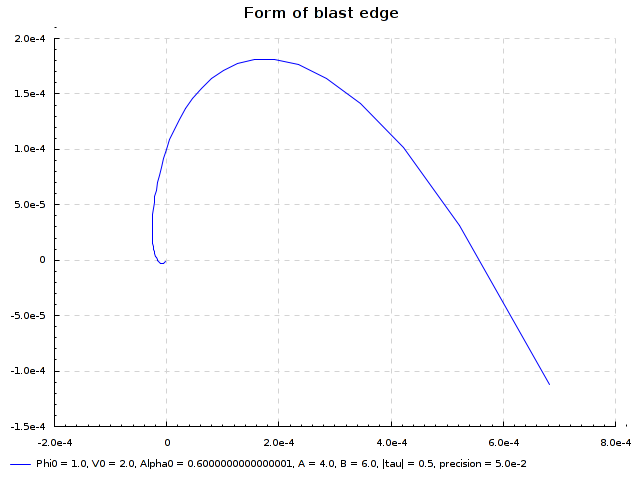 Form of blast edge
2.0e-4
1.5e-4
1.0e-4
5.0e-5
0
-5.0e-5
-1.0e-4
-1.5e-4
-2.0e-4 0 2.0e-4 4.0e-4 6.0e-4 8.0e-4
Phi0 = 1.0, V0 = 2.0, Alpha0 = 0.6000000000000001, A = 4.0, B = 6.0, |tau| = 0.5, precision = 5.0e-2